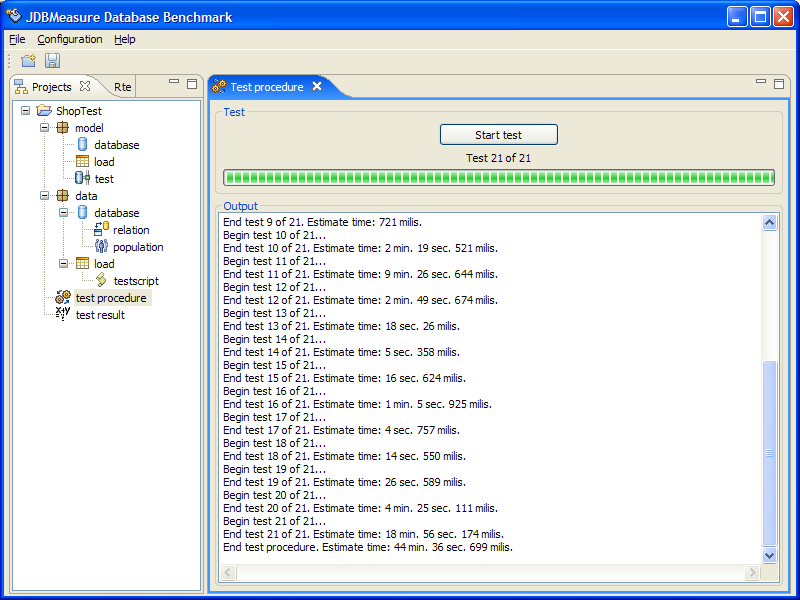 JDBMeasure Database Benchmark
File Configuration Help
Projects Rte
ShopTest
model
database
load
test
data
database
relation
population
load
testscript
test procedure
test result
Test procedure
Test
Start test
Test 21 of 21
Output
End test 9 of 21. Estimate time: 721 milis.
Begin test 10 of 21...
End test 10 of 21. Estimate time: 2 min. 19 sec. 521 milis.
Begin test 11 of 21...
End test 11 of 21. Estimate time: 9 min. 26 sec. 644 milis.
Begin test 12 of 21...
End test 12 of 21. Estimate time: 2 min. 49 sec. 674 milis.
Begin test 13 of 21...
End test 13 of 21. Estimate time: 18 sec. 26 milis.
Begin test 14 of 21...
End test 14 of 21. Estimate time: 5 sec. 358 milis.
Begin test 15 of 21...
End test 15 of 21. Estimate time: 16 sec. 624 milis.
Begin test 16 of 21...
End test 16 of 21. Estimate time: 1 min. 5 sec. 925 milis.
Begin test 17 of 21...
End test 17 of 21. Estimate time: 4 sec. 757 milis.
Begin test 18 of 21...
End test 18 of 21. Estimate time: 14 sec. 550 milis.
Begin test 19 of 21...
End test 19 of 21. Estimate time: 26 sec. 589 milis.
Begin test 20 of 21...
End test 20 of 21. Estimate time: 4 min. 25 sec. 111 milis.
Begin test 21 of 21...
End test 21 of 21. Estimate time: 18 min. 56 sec. 174 milis.
End test procedure. Estimate time: 44 min. 36 sec. 699 milis.